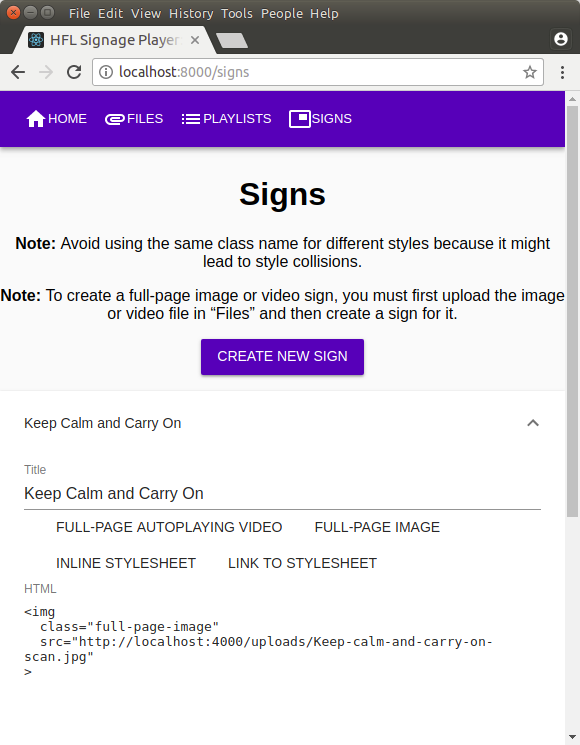 File Edit View History Tools People Help
HFL Signage Player
localhost:8000/signs
HOME FILES PLAYLISTS SIGNS
Signs
Note: Avoid using the same class name for different styles because it might
lead to style collisions.
Note: To create a full-page image or video sign, you must first upload the image
or video file in “Files” and then create a sign for it.
CREATE NEW SIGN
Keep Calm and Carry On
Title
Keep Calm and Carry On
FULL-PAGE AUTOPLAYING VIDEO FULL-PAGE IMAGE
INLINE STYLESHEET LINK TO STYLESHEET
HTML
<img
class="full-page-image"
src="http://localhost:4000/uploads/Keep-calm-and-carry-on-
scan.jpg"
>